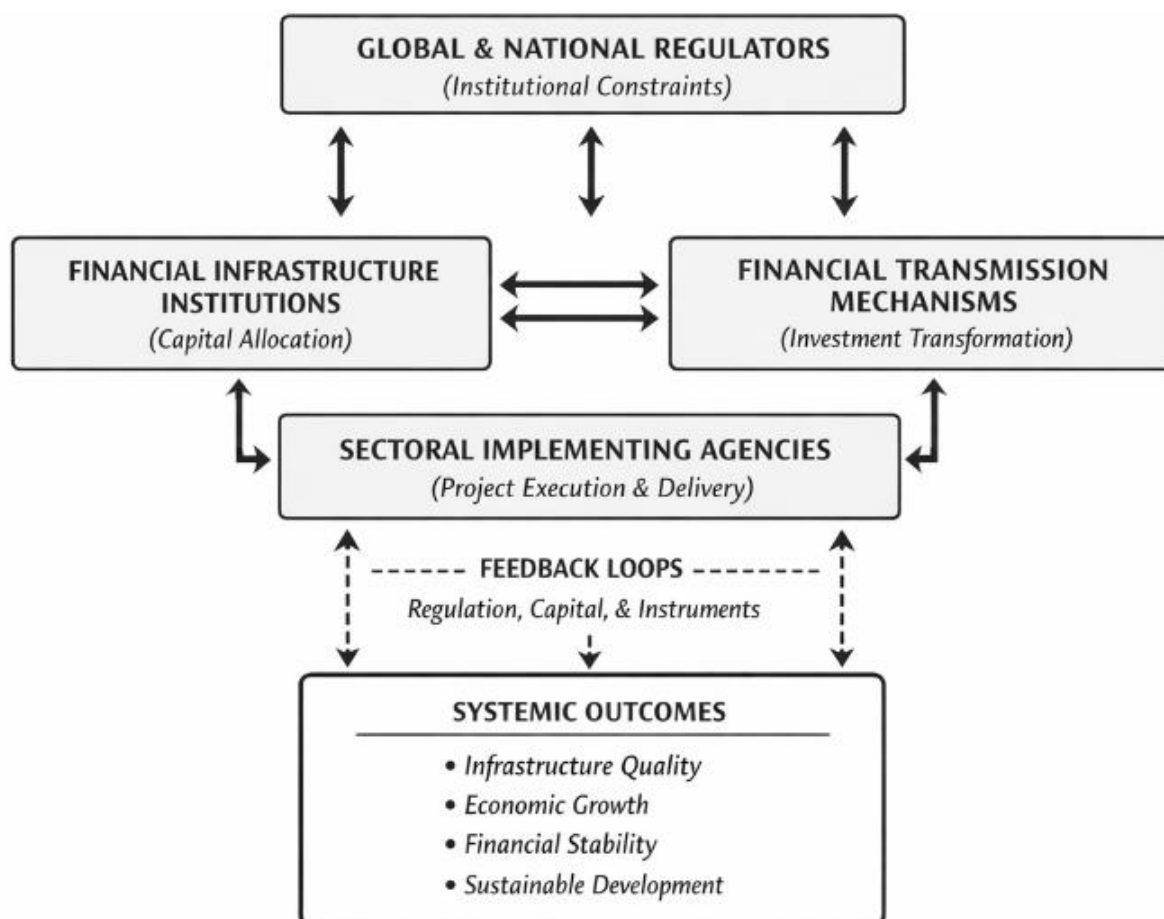 GLOBAL & NATIONAL REGULATORS
(Institutional Constraints)
FINANCIAL INFRASTRUCTURE
INSTITUTIONS
(Capital Allocation)
FINANCIAL TRANSMISSION
MECHANISMS
(Investment Transformation)
SECTORAL IMPLEMENTING AGENCIES
(Project Execution & Delivery)
FEEDBACK LOOPS
Regulation, Capital, & Instruments
SYSTEMIC OUTCOMES
• Infrastructure Quality
• Economic Growth
• Financial Stability
• Sustainable Development